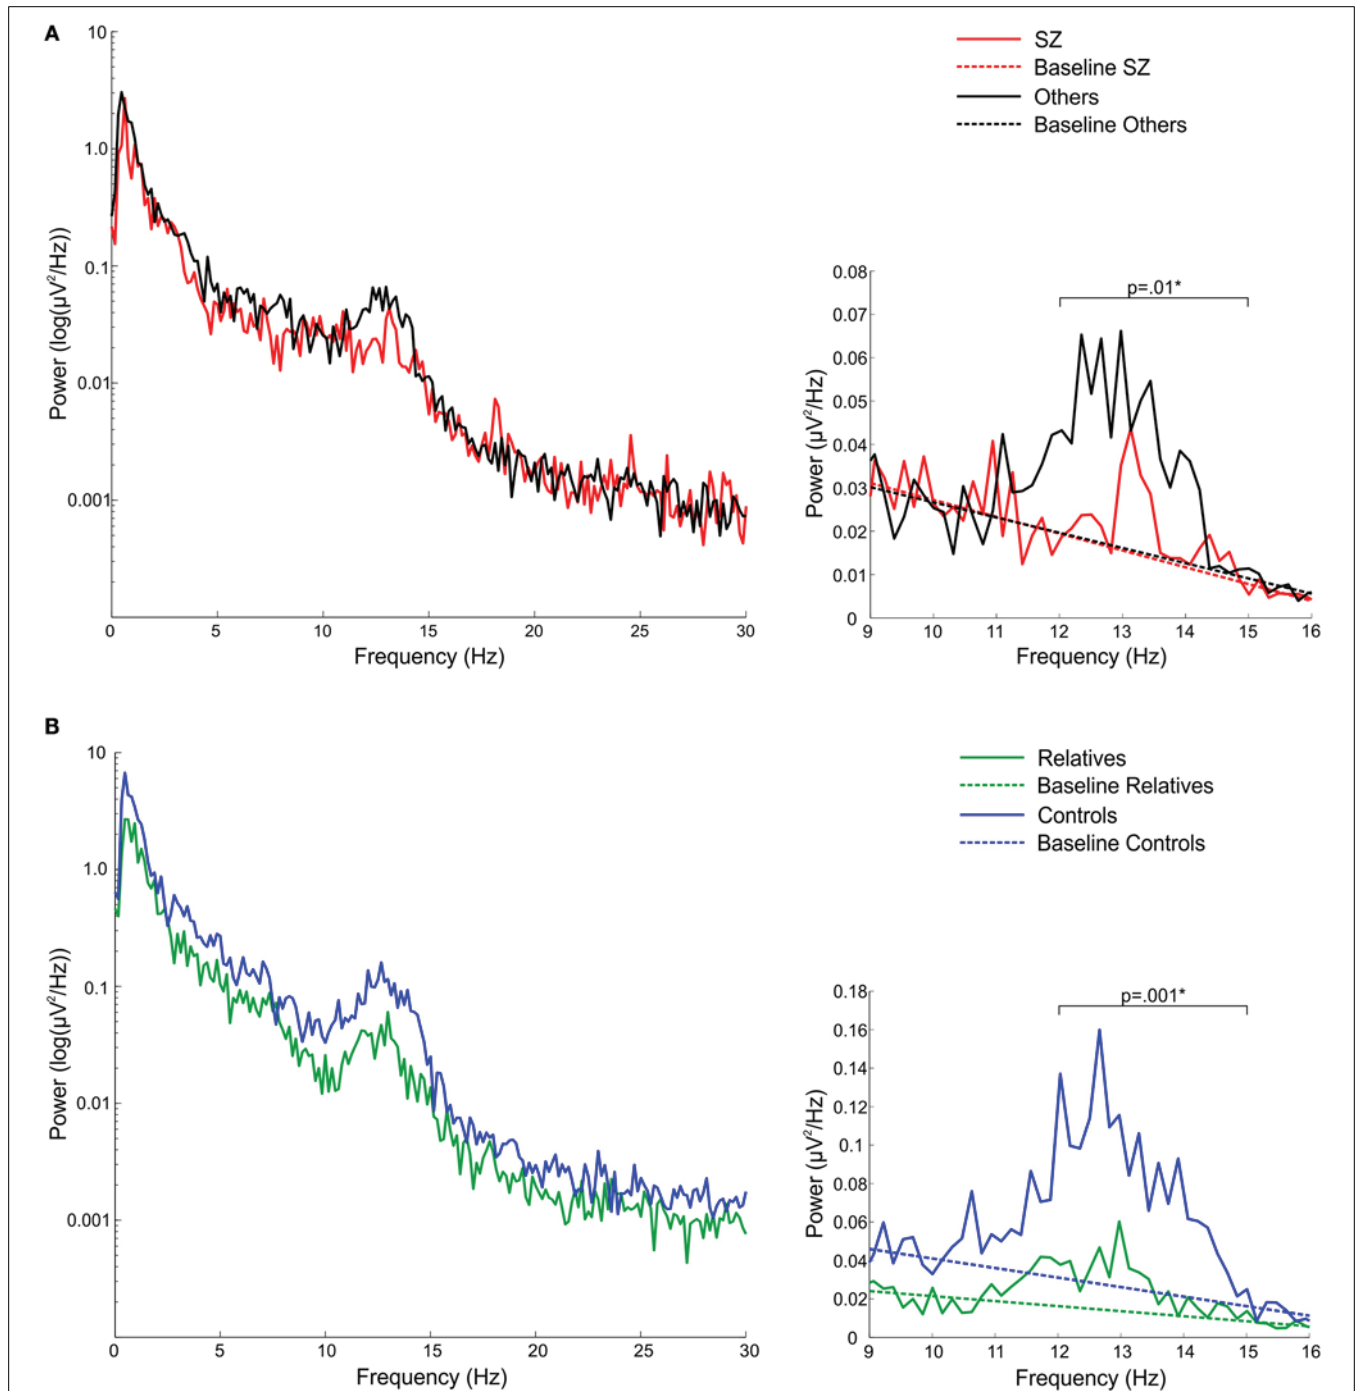 A
SZ
Baseline SZ
Others
Baseline Others
10
1.0
0.1
0.01
0.001
Power (log(µV²/Hz))
0 5 10 15 20 25 30
Frequency (Hz)
p=.01*
0.08
0.07
0.06
0.05
0.04
0.03
0.02
0.01
0
Power (µV²/Hz)
9 10 11 12 13 14 15 16
Frequency (Hz)
B
Relatives
Baseline Relatives
Controls
Baseline Controls
10
1.0
0.1
0.01
0.001
Power (log(µV²/Hz))
0 5 10 15 20 25 30
Frequency (Hz)
p=.001*
0.18
0.16
0.14
0.12
0.1
0.08
0.06
0.04
0.02
0
Power (µV²/Hz)
9 10 11 12 13 14 15 16
Frequency (Hz)